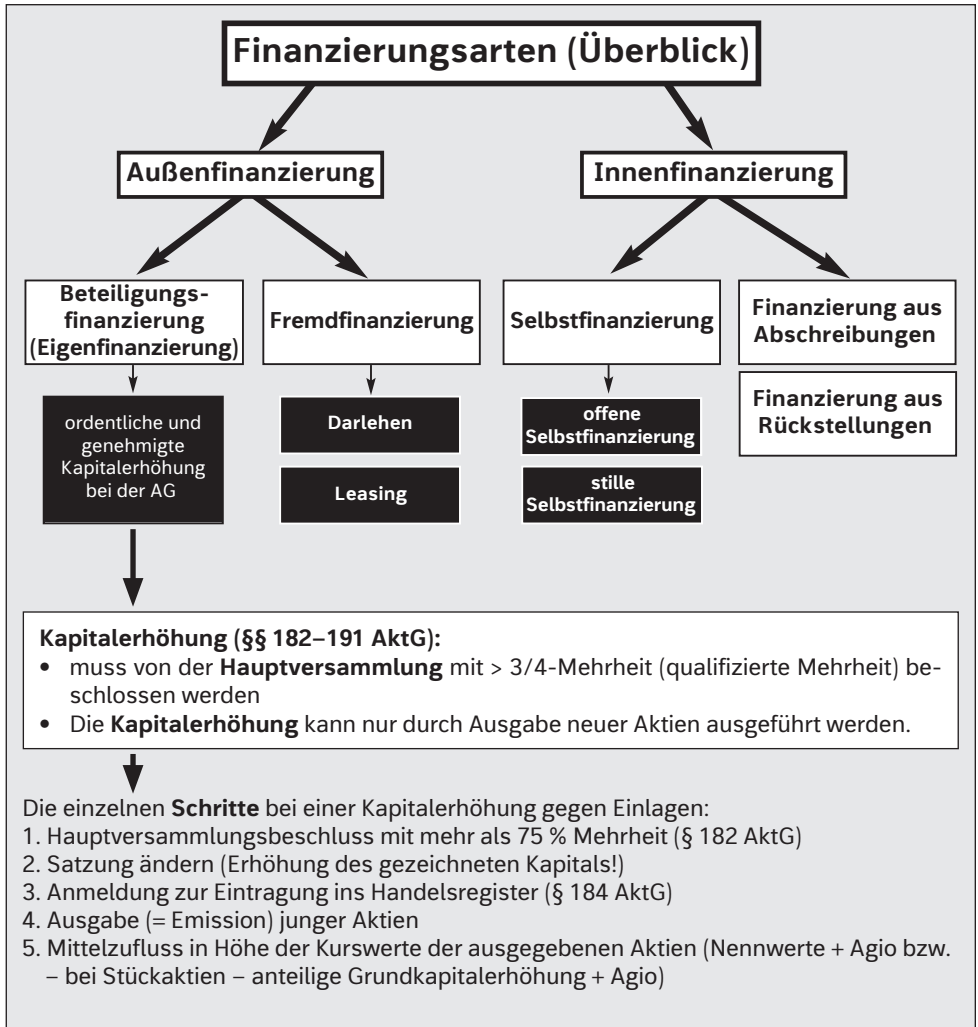 Finanzierungsarten (Überblick)
Außenfinanzierung
Innenfinanzierung
Beteiligungs-
finanzierung
(Eigenfinanzierung)
Fremdfinanzierung
Selbstfinanzierung
Finanzierung aus
Abschreibungen
Finanzierung aus
Rückstellungen
ordentliche und
genehmigte
Kapitalerhöhung
bei der AG
Darlehen
Leasing
offene
Selbstfinanzierung
stille
Selbstfinanzierung
Kapitalerhöhung (§§ 182–191 AktG):
• muss von der Hauptversammlung mit > 3/4-Mehrheit (qualifizierte Mehrheit) be-
schlossen werden
• Die Kapitalerhöhung kann nur durch Ausgabe neuer Aktien ausgeführt werden.
Die einzelnen Schritte bei einer Kapitalerhöhung gegen Einlagen:
1. Hauptversammlungsbeschluss mit mehr als 75 % Mehrheit (§ 182 AktG)
2. Satzung ändern (Erhöhung des gezeichneten Kapitals!)
3. Anmeldung zur Eintragung ins Handelsregister (§ 184 AktG)
4. Ausgabe (= Emission) junger Aktien
5. Mittelzufluss in Höhe der Kurswerte der ausgegebenen Aktien (Nennwerte + Agio bzw.
– bei Stückaktien – anteilige Grundkapitalerhöhung + Agio)